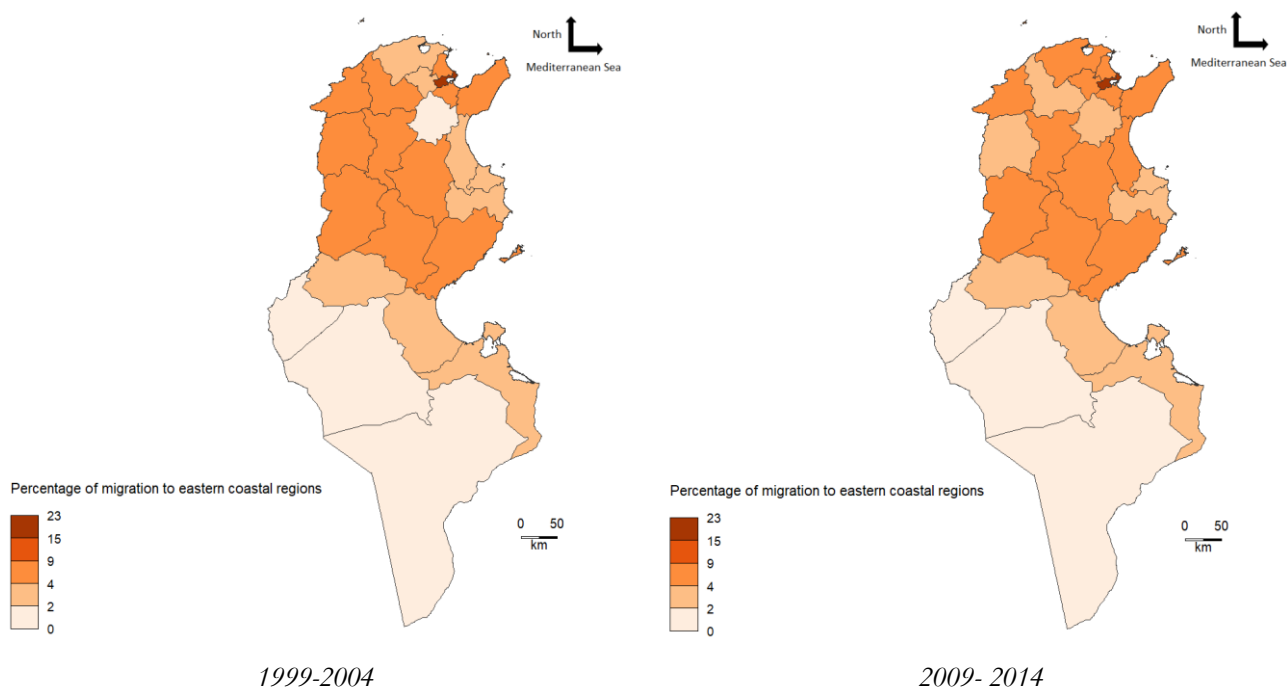 North
Mediterranean Sea
Percentage of migration to eastern coastal regions
23
15
9
4
2
0
0 50
km
1999-2004
North
Mediterranean Sea
Percentage of migration to eastern coastal regions
23
15
9
4
2
0
0 50
km
2009- 2014